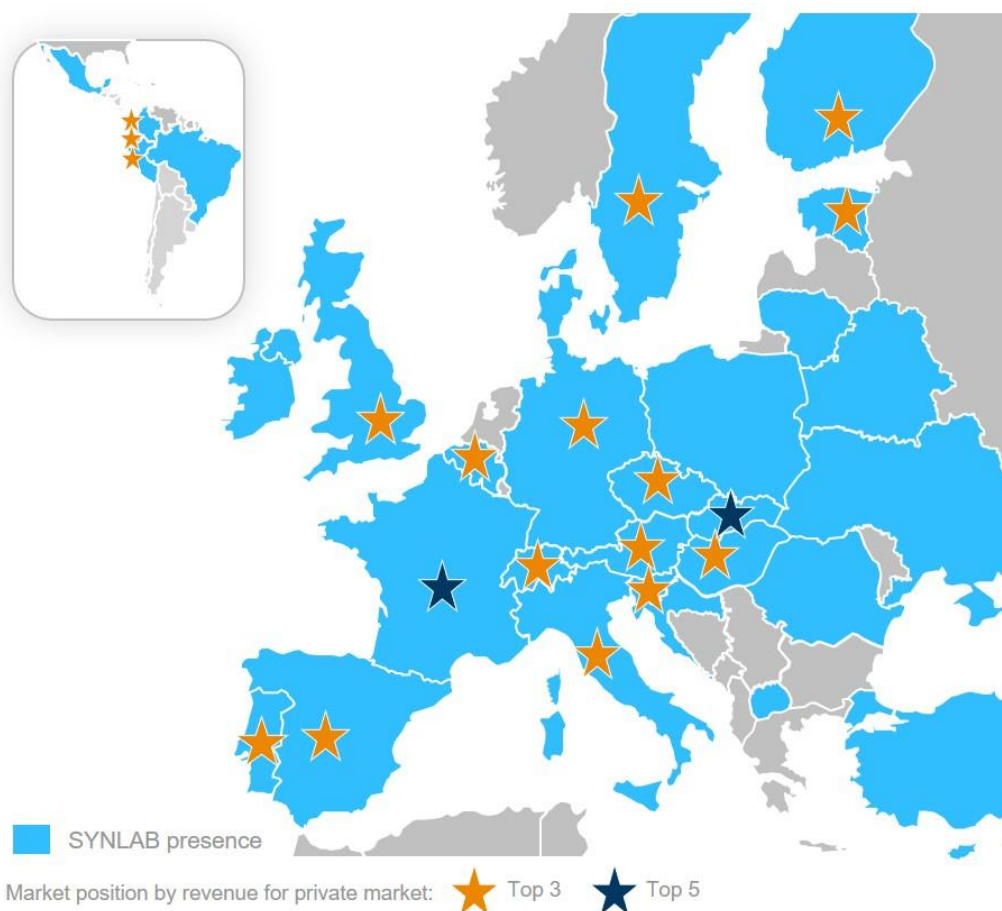 SYNLAB presence
Market position by revenue for private market: Top 3 Top 5